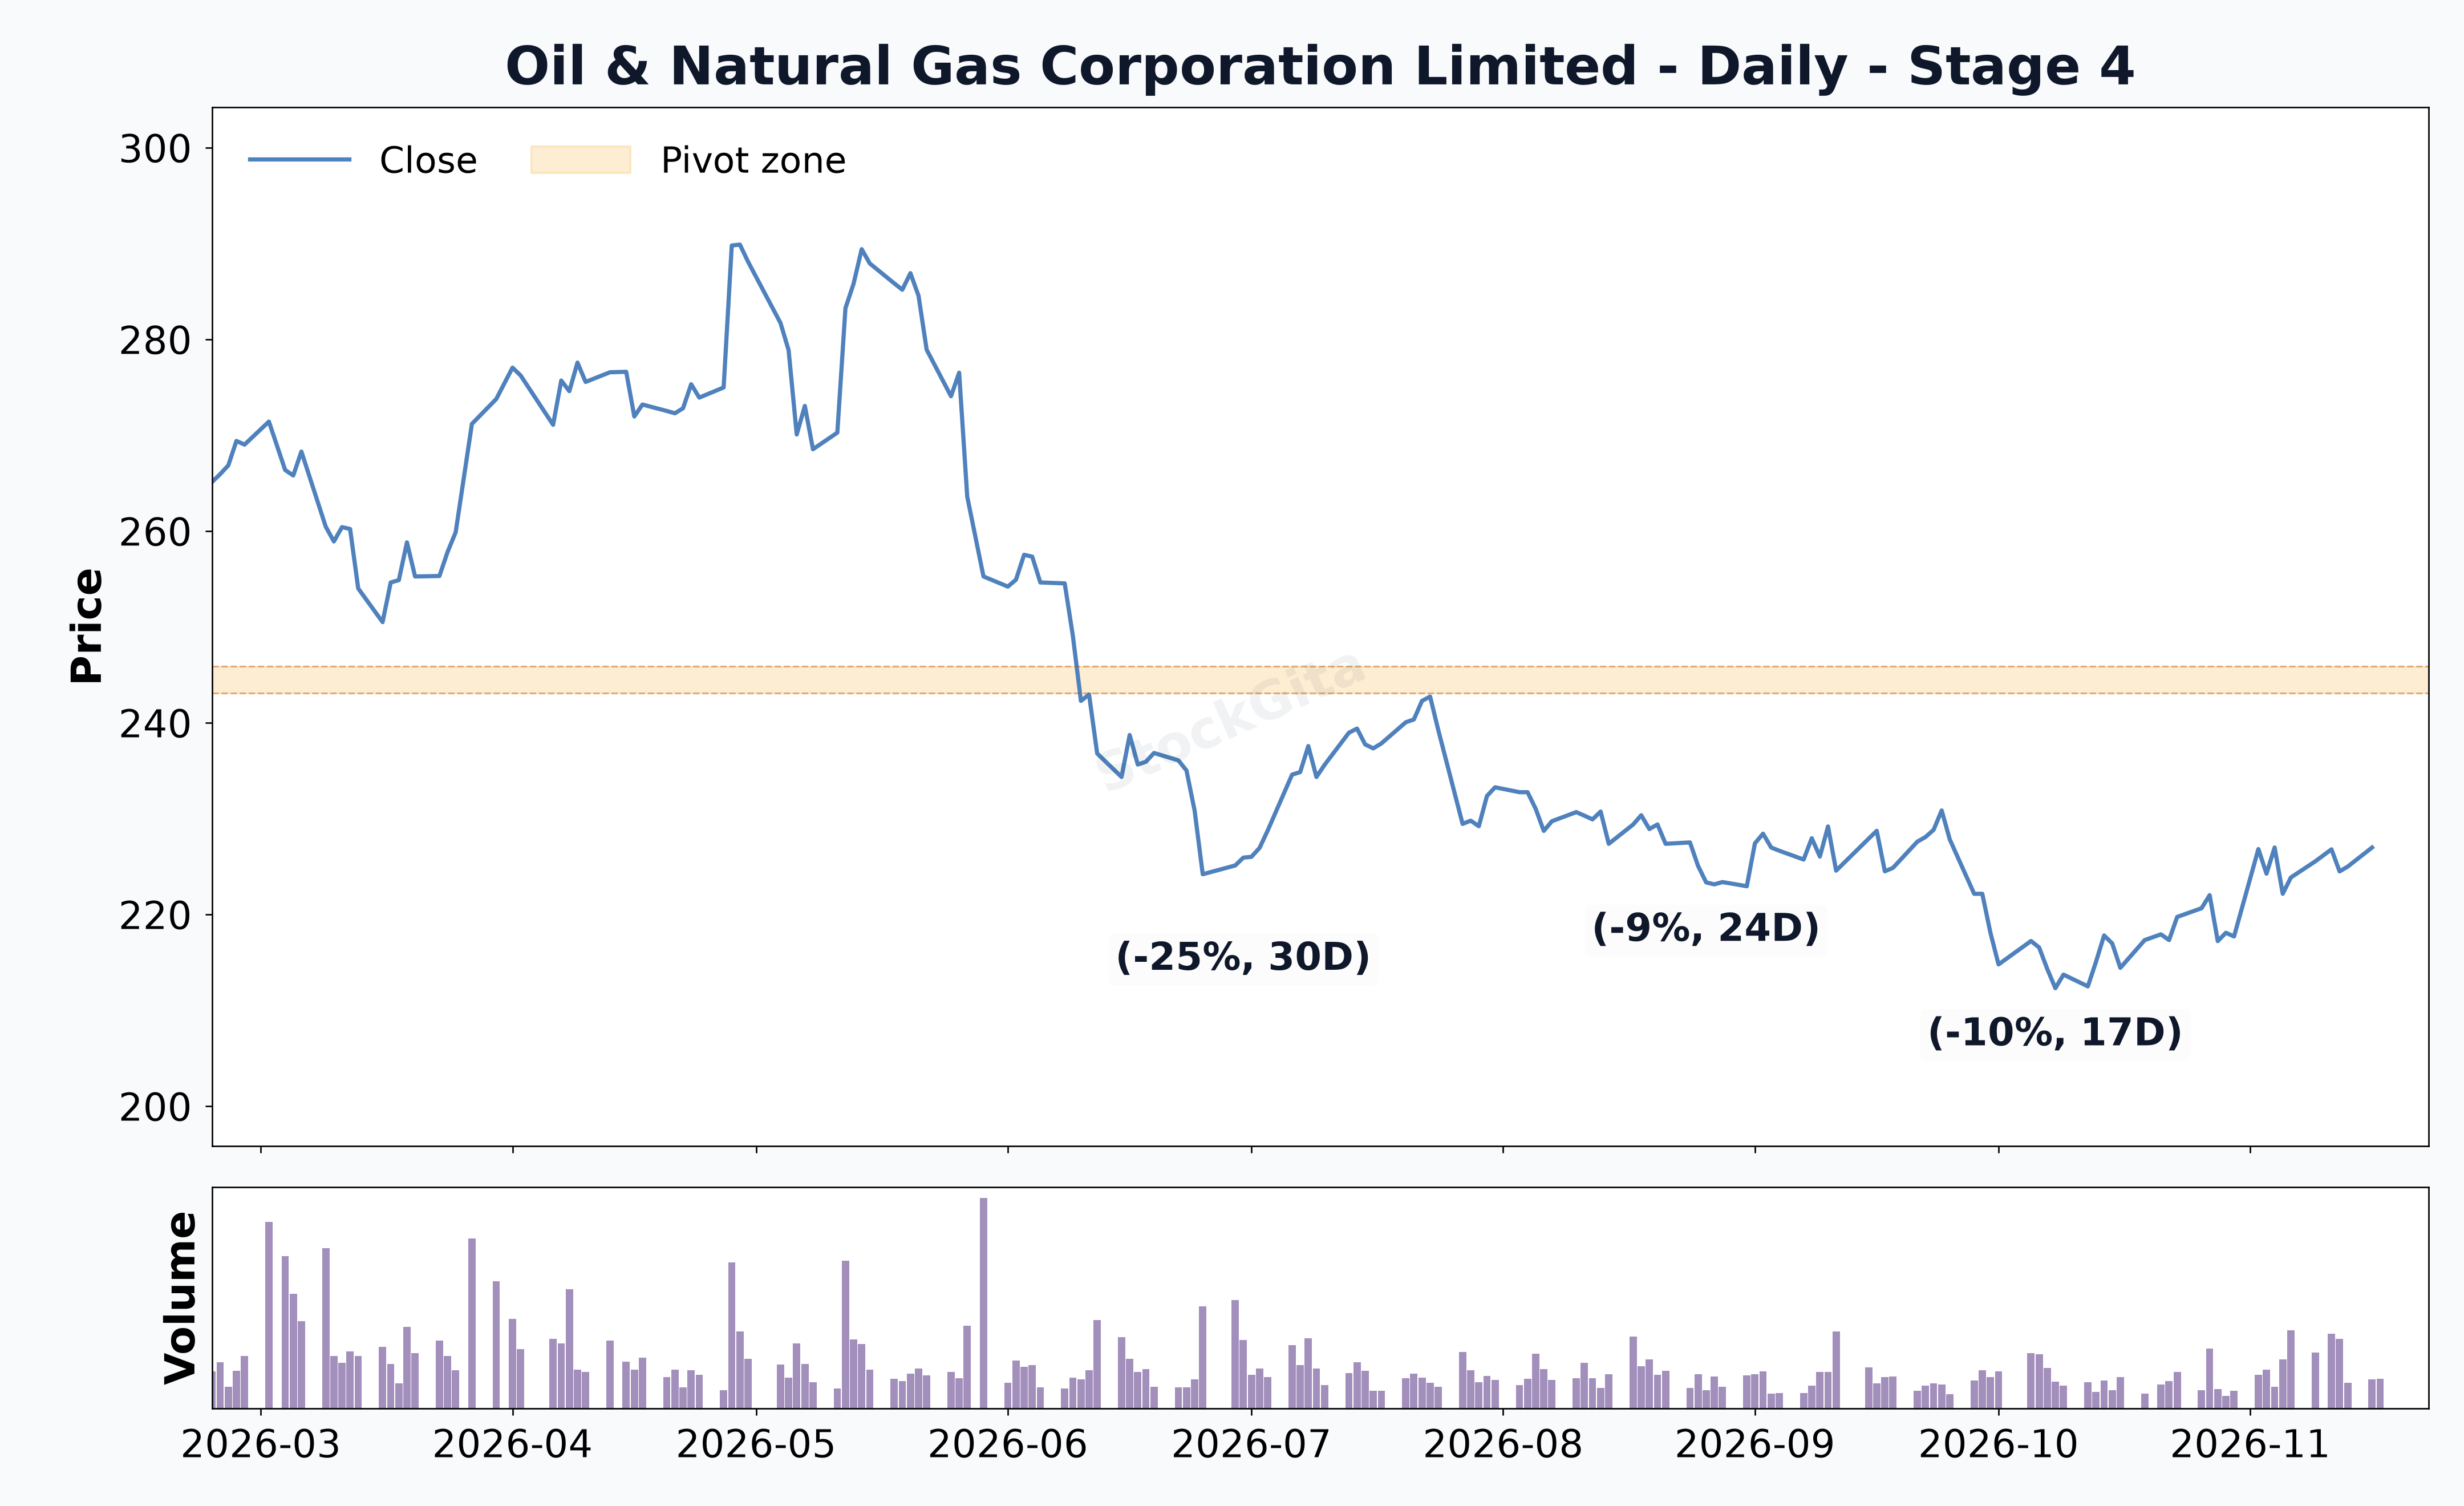 Oil & Natural Gas Corporation Limited - Daily - Stage 4
Close
Pivot zone
300
280
260
240
220
200
Price
StockGita
(-25%, 30D)
(-9%, 24D)
(-10%, 17D)
Volume
2026-03
2026-04
2026-05
2026-06
2026-07
2026-08
2026-09
2026-10
2026-11